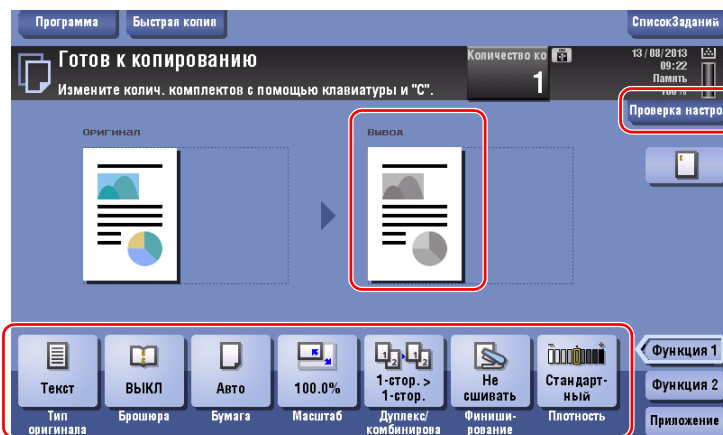 Программа
Быстрая копия
СписокЗаданий
Готов к копированию
Измените колич. комплектов с помощью клавиатуры и "C".
Количество ко
1
13/08/2013
09:22
Память
100%
Проверка настро
Оригинал
Вывод
Текст
ВЫКЛ
Авто
100.0%
1-стор. >
1-стор.
Не
сшивать
Стандарт-
ный
Тип
оригинала
Брошюра
Бумага
Масштаб
Дуплекс/
комбинирова
Финиши-
рование
Плотность
Функция 1
Функция 2
Приложение